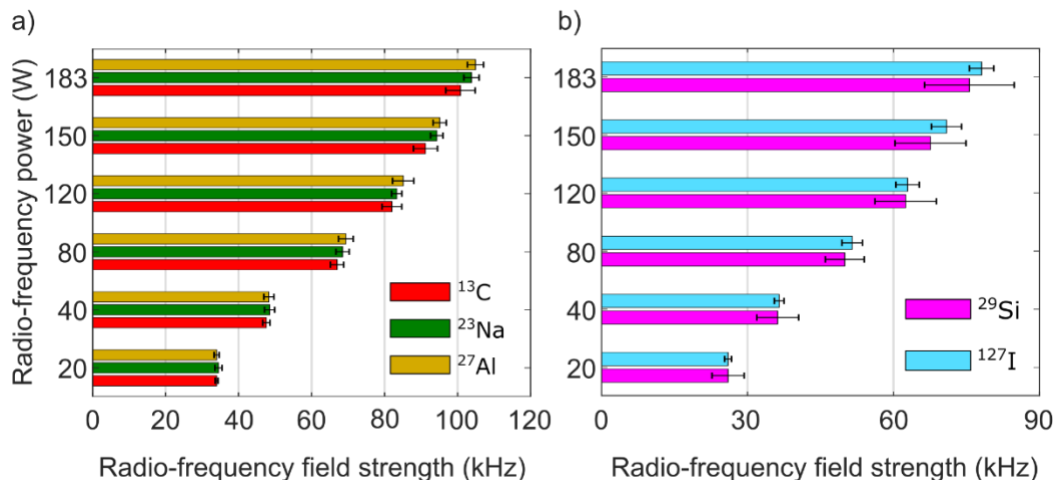 a)
Radio-frequency power (W)
183
150
120
80
40
20
¹³C
²³Na
²⁷Al
0 20 40 60 80 100 120
Radio-frequency field strength (kHz)
b)
183
150
120
80
40
20
²⁹Si
¹²⁷I
0 30 60 90
Radio-frequency field strength (kHz)